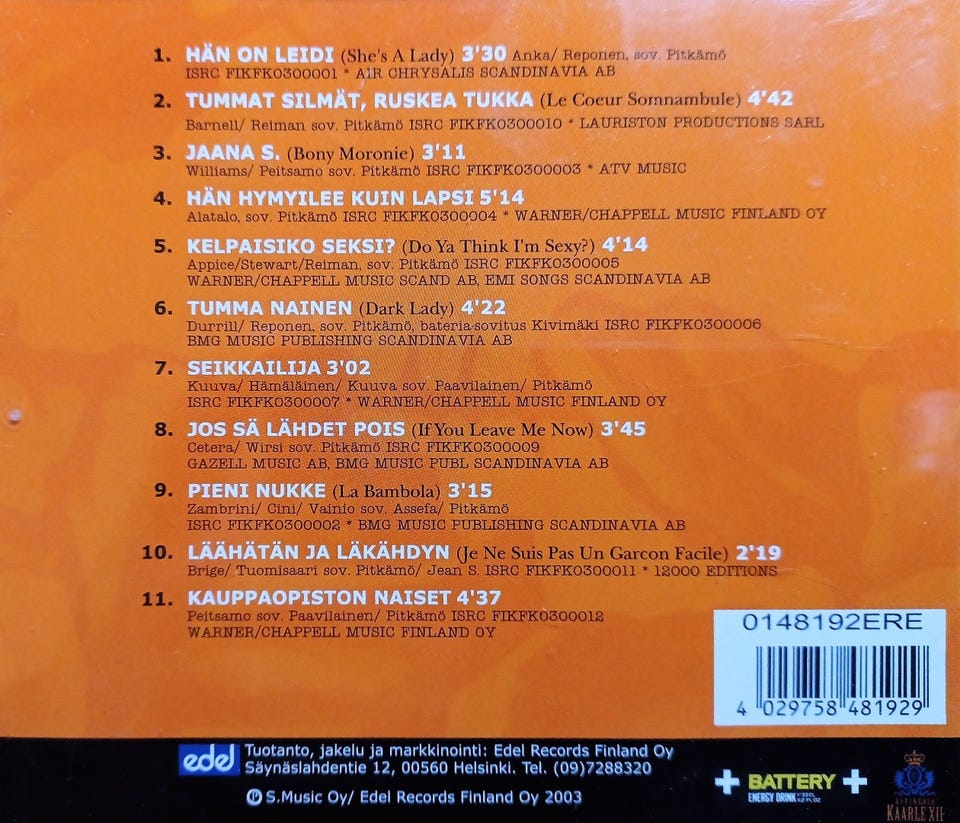 1. HÄN ON LEIDI (She's A Lady) 3'30 Anka/ Reponen, sov. Pitkämö
ISRC FIKFK0300001 * AIR CHRYSALIS SCANDINAVIA AB
2. TUMMAT SILMÄT, RUSKEA TUKKA (Le Coeur Somnambule) 4'42
Barnell/ Reiman sov. Pitkämö ISRC FIKFK0300010 * LAURISTON PRODUCTIONS SARL
3. JAANA S. (Bony Moronie) 3'11
Williams/ Peitsamo sov. Pitkämö ISRC FIKFK0300003 * ATV MUSIC
4. HÄN HYMYILEE KUIN LAPSI 5'14
Alatalo, sov. Pitkämö ISRC FIKFK0300004 * WARNER/CHAPPELL MUSIC FINLAND OY
5. KELPAISIKO SEKSI? (Do Ya Think I'm Sexy?) 4'14
Appice/Stewart/Reiman, sov. Pitkämö ISRC FIKFK0300005
WARNER/CHAPPELL MUSIC SCAND AB, EMI SONGS SCANDINAVIA AB
6. TUMMA NAINEN (Dark Lady) 4'22
Durrill/ Reponen, sov. Pitkämö, bateria-sovitus Kivimäki ISRC FIKFK0300006
BMG MUSIC PUBLISHING SCANDINAVIA AB
7. SEIKKAILIJA 3'02
Kuuva/ Hämäläinen/ Kuuva sov. Paavilainen/ Pitkämö
ISRC FIKFK0300007 * WARNER/CHAPPELL MUSIC FINLAND OY
8. JOS SÄ LÄHDET POIS (If You Leave Me Now) 3'45
Cetera/ Wirsi sov. Pitkämö ISRC FIKFK0300009
GAZELL MUSIC AB, BMG MUSIC PUBL SCANDINAVIA AB
9. PIENI NUKKE (La Bambola) 3'15
Zambrini/ Cini/ Vainio sov. Assefa/ Pitkämö
ISRC FIKFK0300002 * BMG MUSIC PUBLISHING SCANDINAVIA AB
10. LÄÄHÄTÄN JA LÄKÄHDYN (Je Ne Suis Pas Un Garcon Facile) 2'19
Brige/ Tuomisaari sov. Pitkämö/ Jean S. ISRC FIKFK0300011 * 12000 EDITIONS
11. KAUPPAOPISTON NAISET 4'37
Peitsamo sov. Paavilainen/ Pitkämö ISRC FIKFK0300012
WARNER/CHAPPELL MUSIC FINLAND OY
0148192ERE
4 029758 481929
edel
Tuotanto, jakelu ja markkinointi: Edel Records Finland Oy
Säynäslahdentie 12, 00560 Helsinki. Tel. (09)7288320
Ⓟ S.Music Oy/ Edel Records Finland Oy 2003
+ BATTERY +
ENERGY DRINK
RAVINTOLA
KAARLE XII